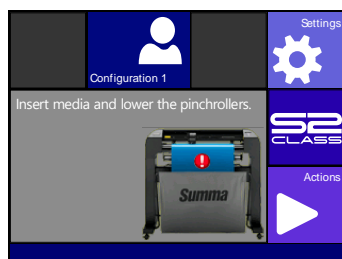 Settings
Configuration 1
Insert media and lower the pinchrollers.
S2
CLASS
Summa
Actions